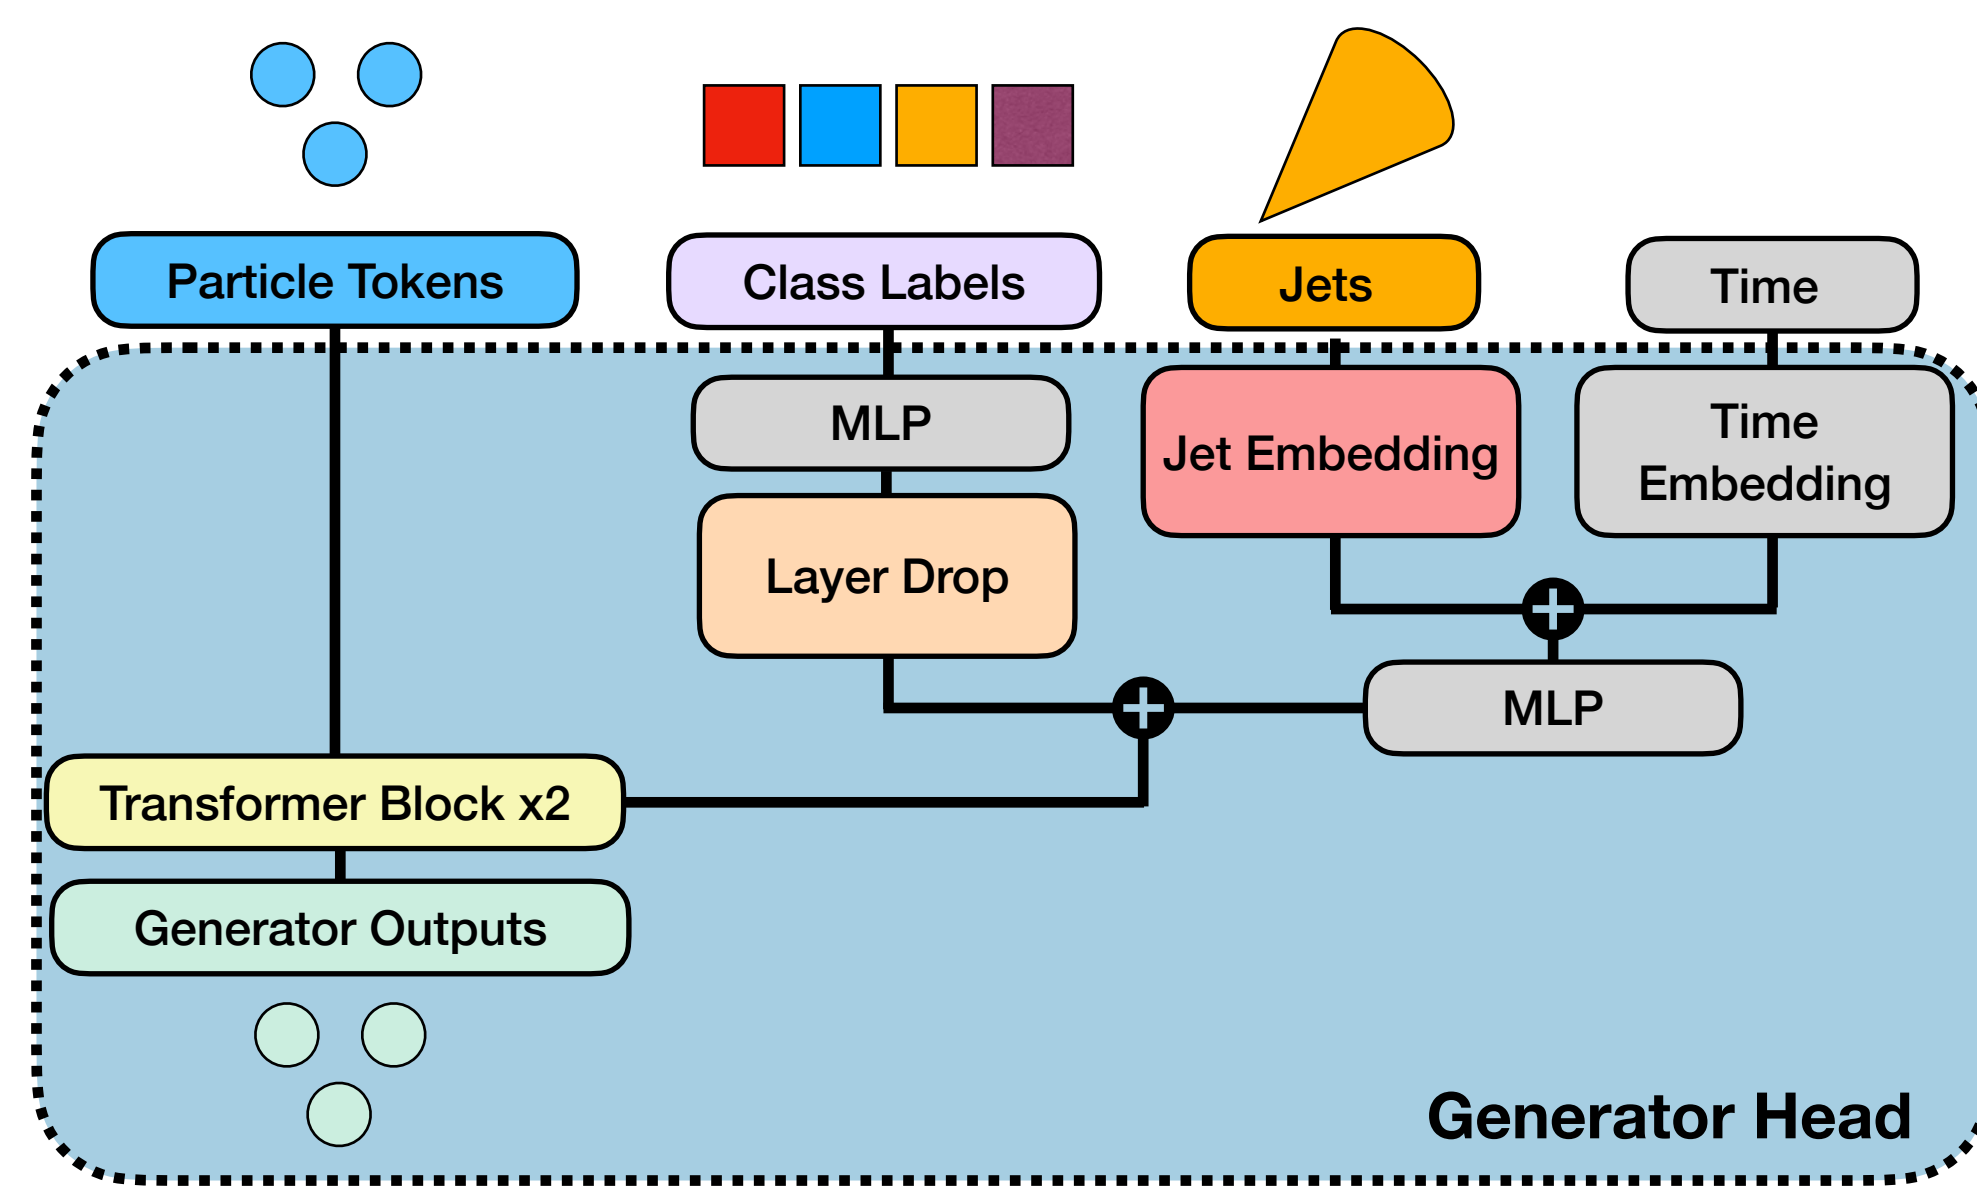 Particle Tokens
Class Labels
Jets
Time
MLP
Jet Embedding
Time
Embedding
Layer Drop
MLP
Transformer Block x2
Generator Outputs
Generator Head